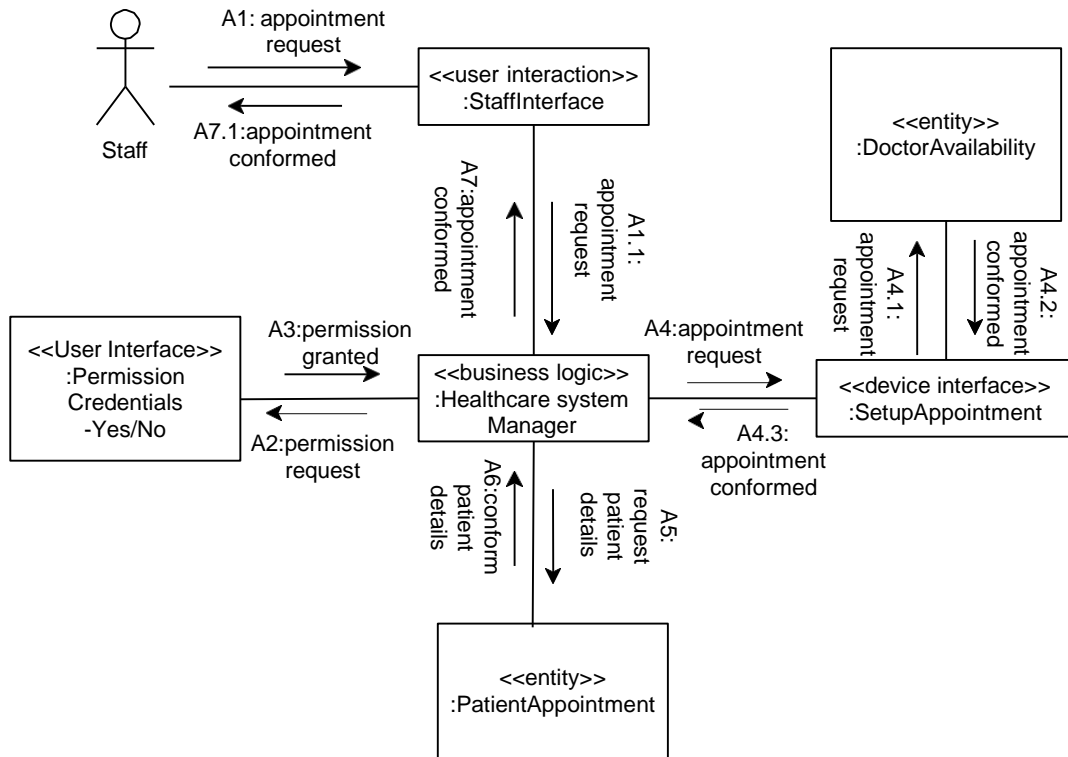 A1: appointment
request
A7.1:appointment
conformed
Staff
<<user interaction>>
:StaffInterface
<<entity>>
:DoctorAvailability
A7:appointment
conformed
A1.1:
appointment
request
A4.1:
appointment
request
A4.2:
appointment
conformed
<<User Interface>>
:Permission
Credentials
-Yes/No
A3:permission
granted
A2:permission
request
<<business logic>>
:Healthcare system
Manager
A4:appointment
request
A4.3:
appointment
conformed
<<device interface>>
:SetupAppointment
A6:conform
patient
details
A5:
request
patient
details
<<entity>>
:PatientAppointment